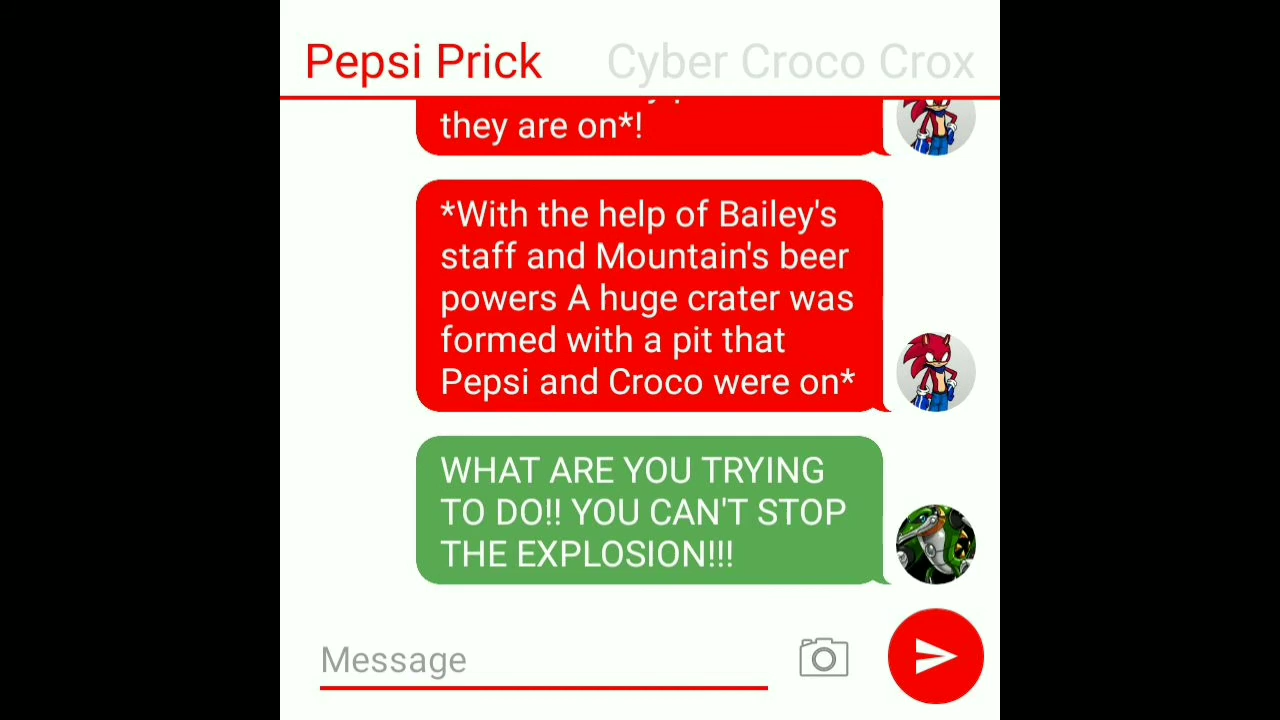 Pepsi Prick Cyber Croco Crox
they are on*!
*With the help of Bailey's
staff and Mountain's beer
powers A huge crater was
formed with a pit that
Pepsi and Croco were on*
WHAT ARE YOU TRYING
TO DO!! YOU CAN'T STOP
THE EXPLOSION!!!
Message